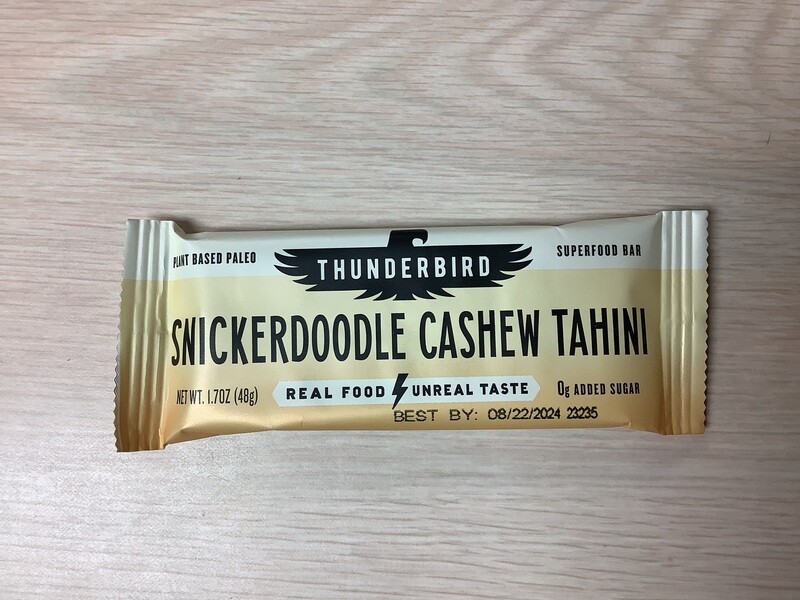 PLANT BASED PALEO
THUNDERBIRD
SUPERFOOD BAR
SNICKERDOODLE CASHEW TAHINI
NET WT. 1.7OZ (48g)
REAL FOOD UNREAL TASTE
0g ADDED SUGAR
BEST BY: 08/22/2024 23235